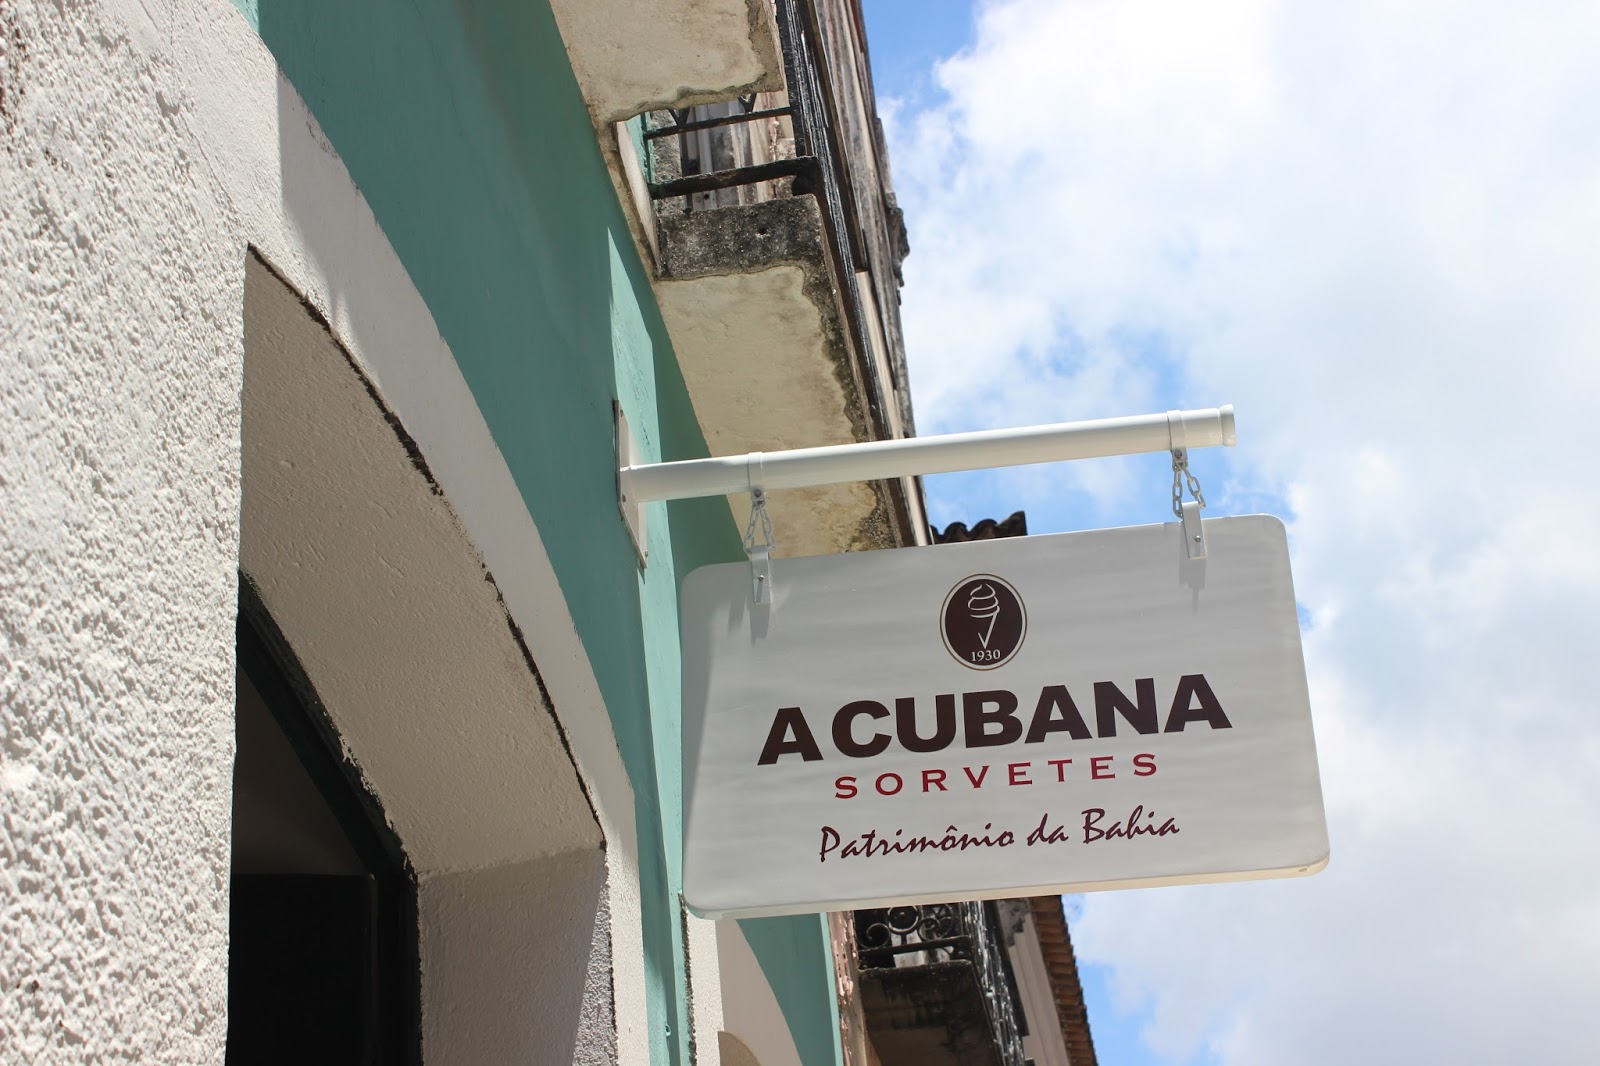 1930
A CUBANA
SORVETES
Patrimônio da Bahia